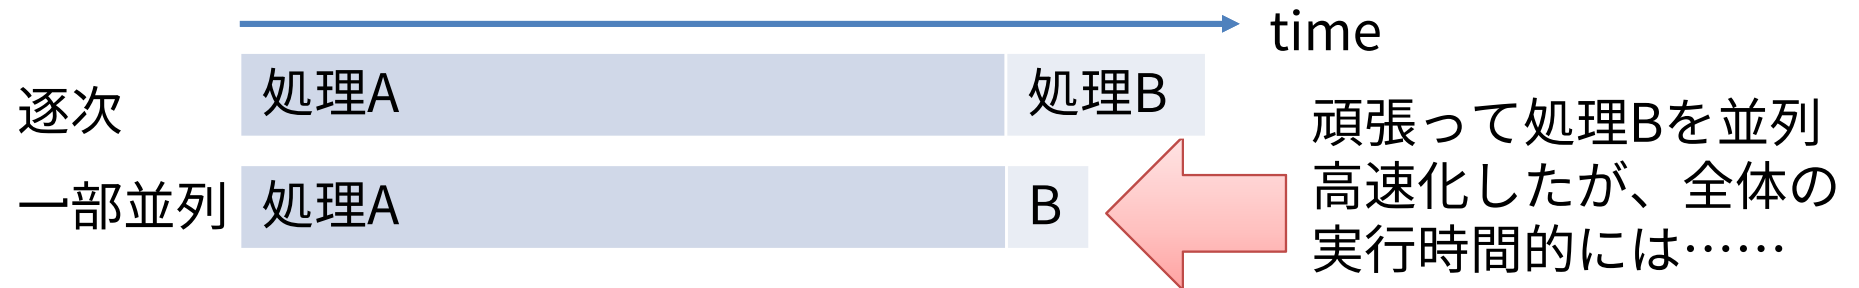 time
逐次
処理A
処理B
一部並列
処理A
B
頑張って処理Bを並列
高速化したが、全体の
実行時間的には……